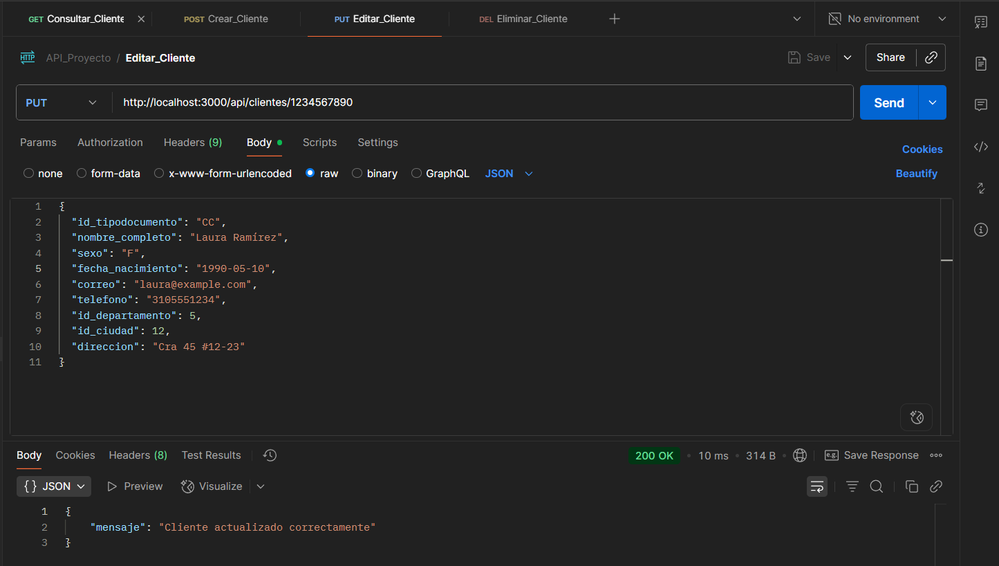 GET Consultar_Cliente POST Crear_Cliente PUT Editar_Cliente DEL Eliminar_Cliente No environment
HTTP API_Proyecto / Editar_Cliente Save Share
PUT http://localhost:3000/api/clientes/1234567890 Send
Params Authorization Headers (9) Body Scripts Settings Cookies
none form-data x-www-form-urlencoded raw binary GraphQL JSON Beautify
1 {
2 "id_tipodocumento": "CC",
3 "nombre_completo": "Laura Ramírez",
4 "sexo": "F",
5 "fecha_nacimiento": "1990-05-10",
6 "correo": "laura@example.com",
7 "telefono": "3105551234",
8 "id_departamento": 5,
9 "id_ciudad": 12,
10 "direccion": "Cra 45 #12-23"
11 }
Body Cookies Headers (8) Test Results 200 OK 10 ms 314 B e.g. Save Response
{} JSON Preview Visualize
1 {
2 "mensaje": "Cliente actualizado correctamente"
3 }